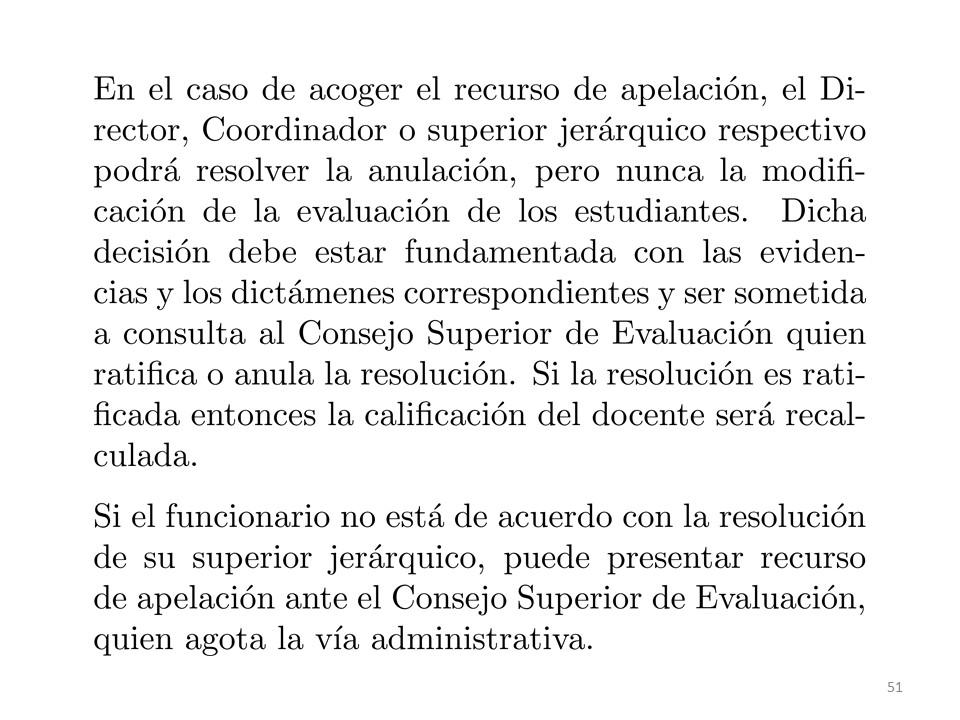 En el caso de acoger el recurso de apelación, el Di-
rector, Coordinador o superior jerárquico respectivo
podrá resolver la anulación, pero nunca la modifi-
cación de la evaluación de los estudiantes. Dicha
decisión debe estar fundamentada con las eviden-
cias y los dictámenes correspondientes y ser sometida
a consulta al Consejo Superior de Evaluación quien
ratifica o anula la resolución. Si la resolución es rati-
ficada entonces la calificación del docente será recal-
culada.
Si el funcionario no está de acuerdo con la resolución
de su superior jerárquico, puede presentar recurso
de apelación ante el Consejo Superior de Evaluación,
quien agota la vía administrativa.
51